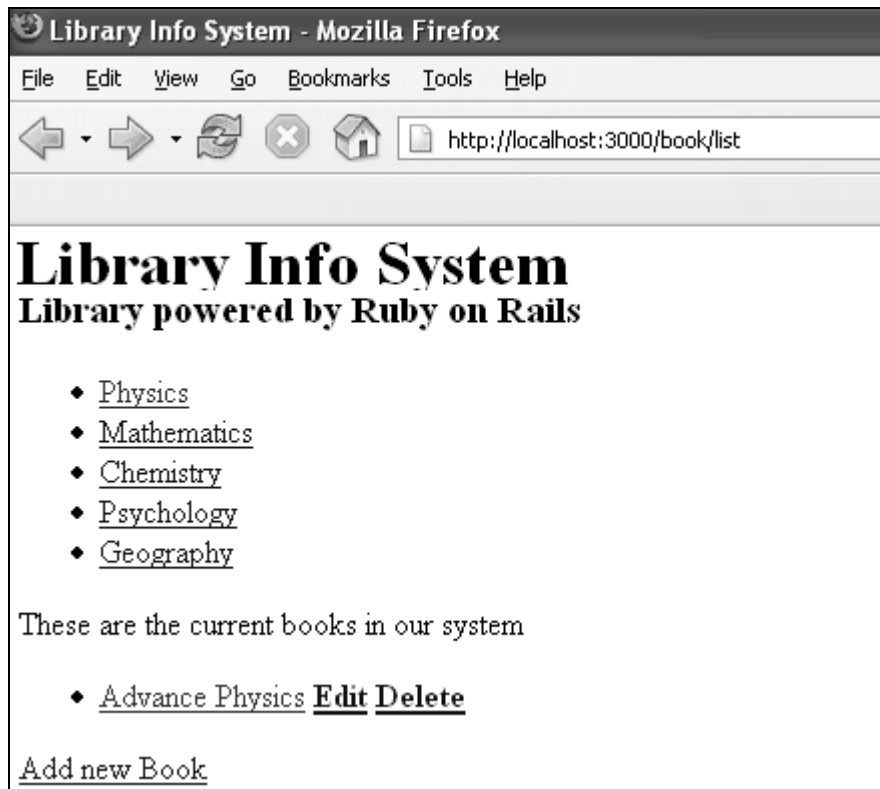 Library Info System - Mozilla Firefox
File Edit View Go Bookmarks Tools Help
http://localhost:3000/book/list
Library Info System
Library powered by Ruby on Rails
Physics
Mathematics
Chemistry
Psychology
Geography
These are the current books in our system
Advance Physics Edit Delete
Add new Book